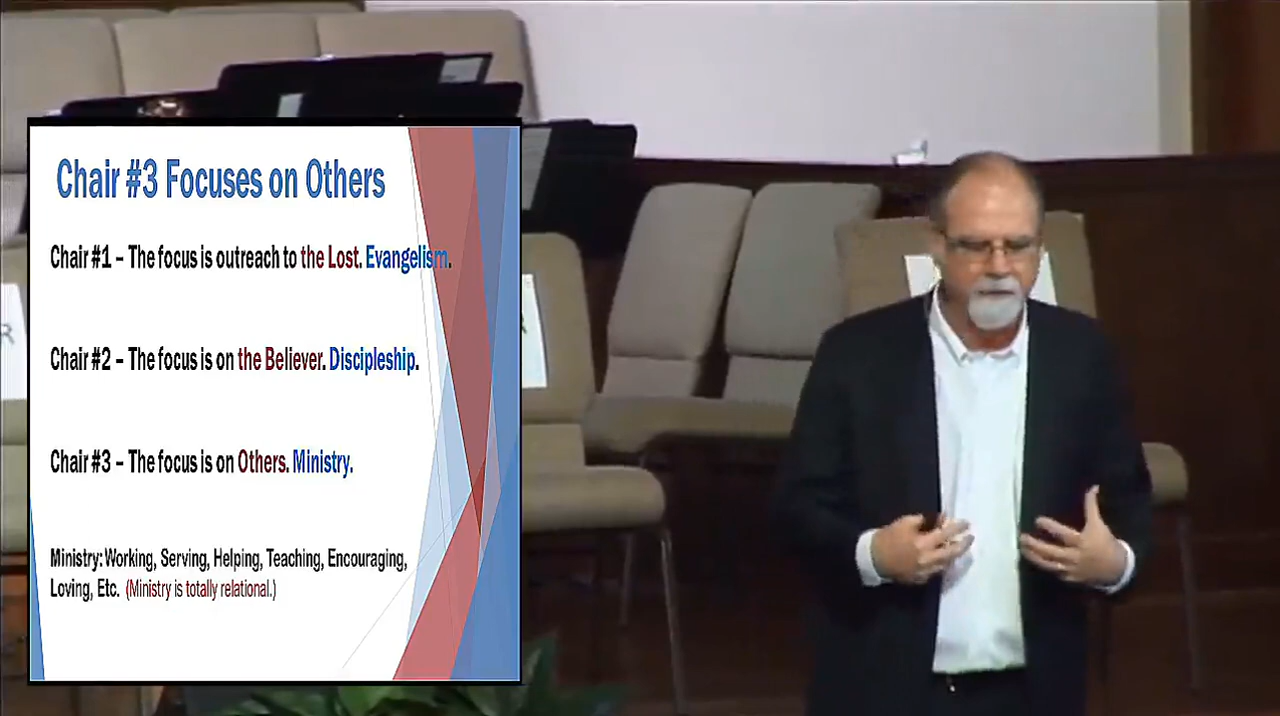 Chair #3 Focuses on Others
Chair #1 – The focus is outreach to the Lost. Evangelism.
Chair #2 – The focus is on the Believer. Discipleship.
Chair #3 – The focus is on Others. Ministry.
Ministry: Working, Serving, Helping, Teaching, Encouraging,
Loving, Etc. (Ministry is totally relational.)
R
R